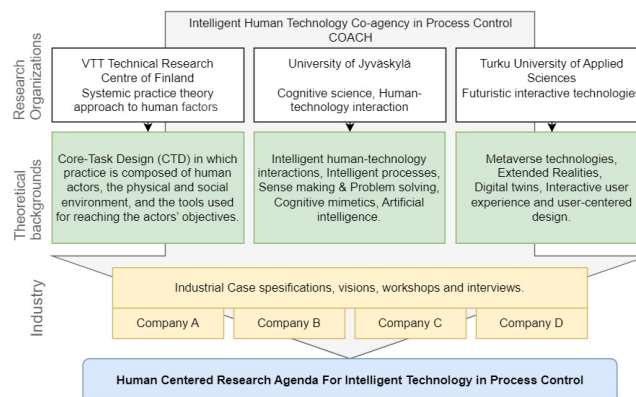 Intelligent Human Technology Co-agency in Process Control
COACH
Research
Organizations
VTT Technical Research
Centre of Finland
Systemic practice theory
approach to human factors
University of Jyväskylä
Cognitive science, Human-
technology interaction
Turku University of Applied
Sciences
Futuristic interactive technologies
Theoretical
backgrounds
Core-Task Design (CTD) in which
practice is composed of human
actors, the physical and social
environment, and the tools used
for reaching the actors' objectives.
Intelligent human-technology
interactions, Intelligent processes,
Sense making & Problem solving,
Cognitive mimetics, Artificial
intelligence.
Metaverse technologies,
Extended Realities,
Digital twins, Interactive user
experience and user-centered
design.
Industry
Industrial Case spesifications, visions, workshops and interviews.
Company A
Company B
Company C
Company D
Human Centered Research Agenda For Intelligent Technology in Process Control